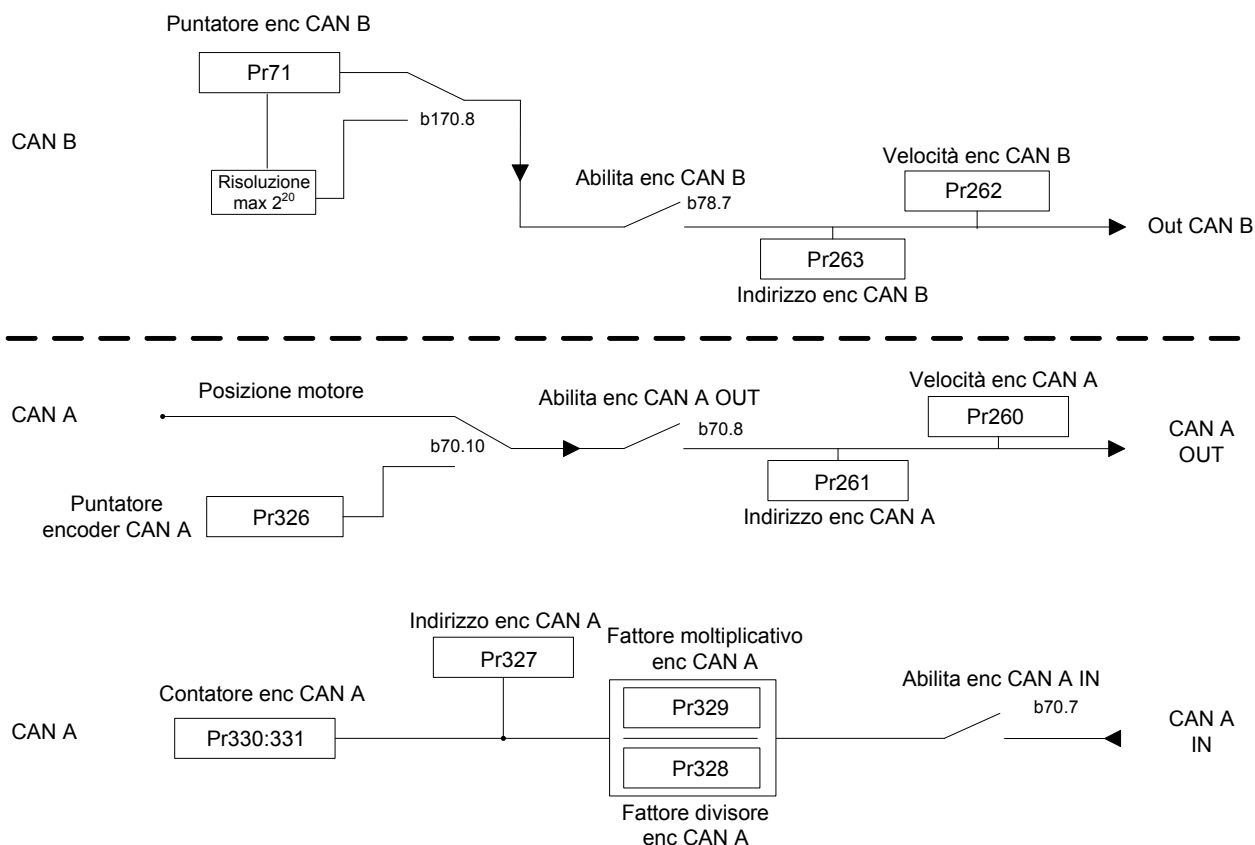 Puntatore enc CAN B
Pr71
b170.8
CAN B
Risoluzione
max 2²⁰
Abilita enc CAN B
b78.7
Velocità enc CAN B
Pr262
Out CAN B
Pr263
Indirizzo enc CAN B
CAN A
Posizione motore
b70.10
Puntatore
encoder CAN A
Pr326
Abilita enc CAN A OUT
b70.8
Velocità enc CAN A
Pr260
CAN A
OUT
Pr261
Indirizzo enc CAN A
CAN A
Contatore enc CAN A
Pr330:331
Indirizzo enc CAN A
Pr327
Fattore moltiplicativo
enc CAN A
Pr329
Pr328
Fattore divisore
enc CAN A
Abilita enc CAN A IN
b70.7
CAN A
IN